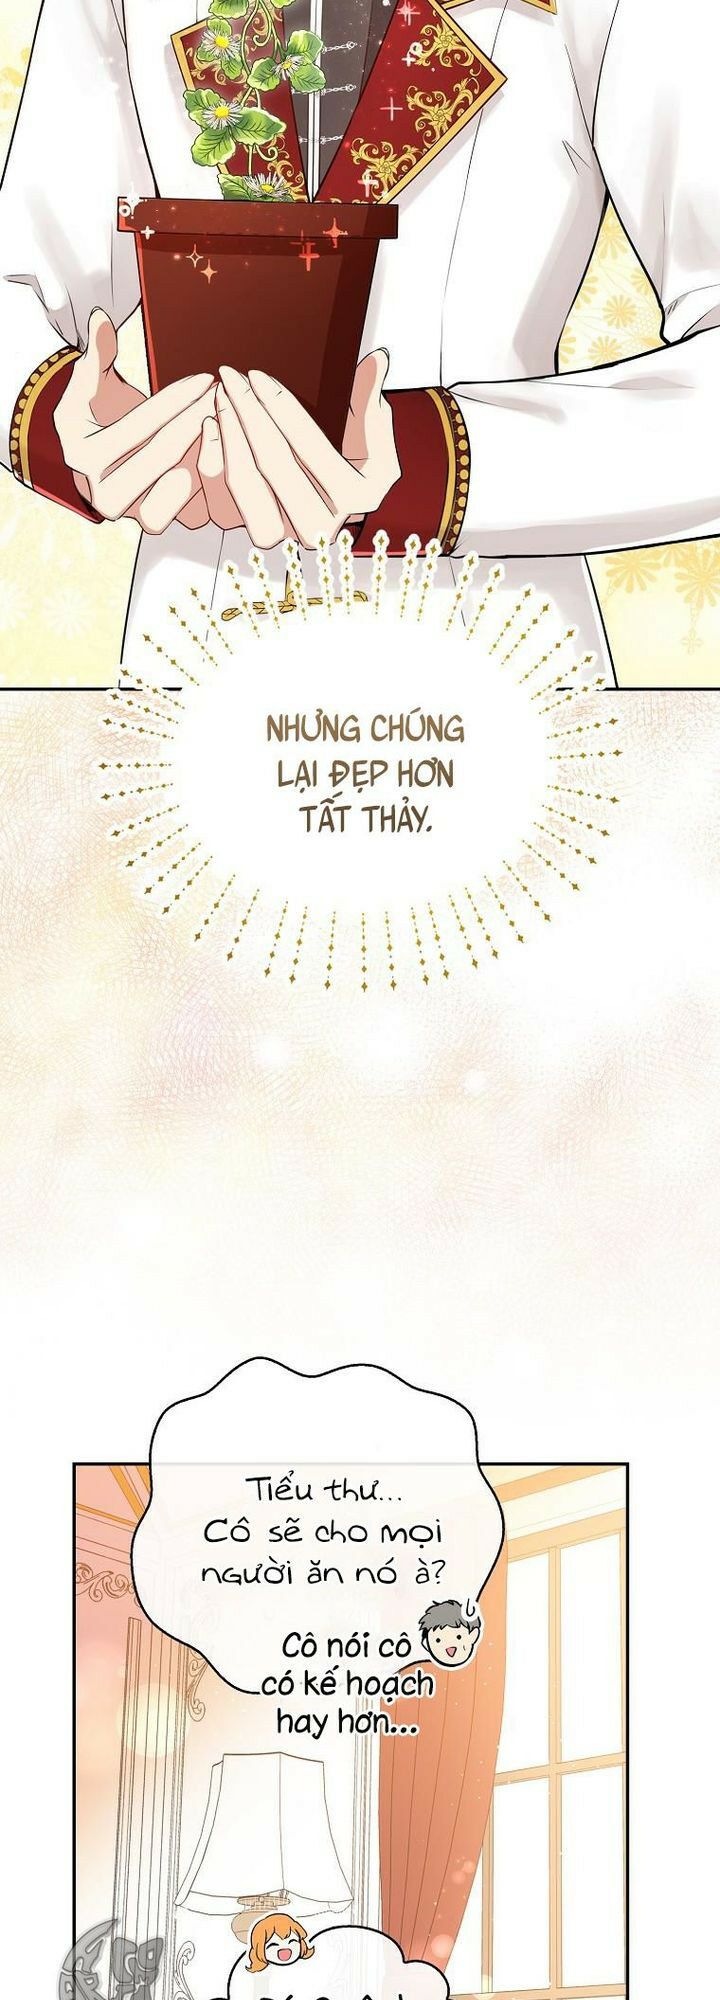 NHƯNG CHÚNG
LẠI ĐẸP HƠN
TẤT THẢY.
Tiểu thư...
Cô sẽ cho mọi
người ăn nó à?
Cô nói cô
có kế hoạch
hay hơn...